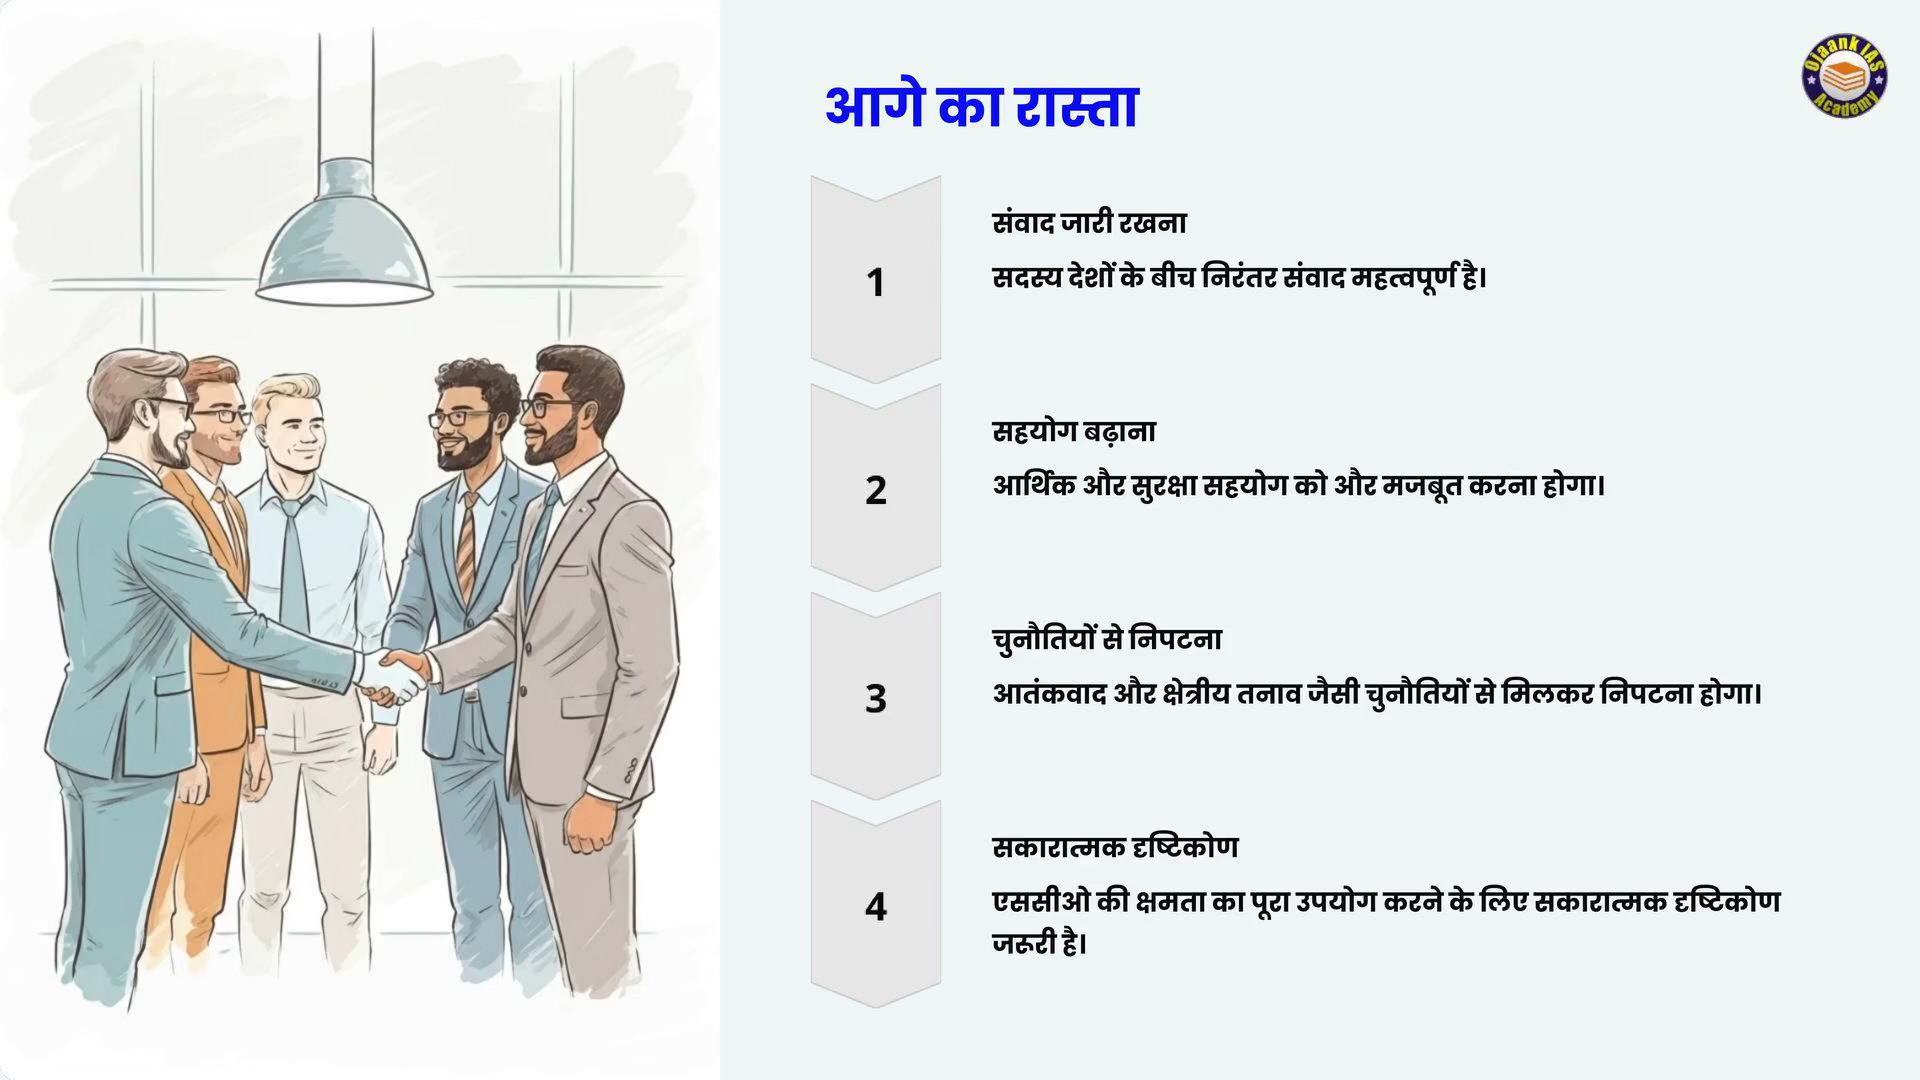 आगे का रास्ता
Ojaank IAS
Academy
1
संवाद जारी रखना
सदस्य देशों के बीच निरंतर संवाद महत्वपूर्ण है।
2
सहयोग बढ़ाना
आर्थिक और सुरक्षा सहयोग को और मजबूत करना होगा।
3
चुनौतियों से निपटना
आतंकवाद और क्षेत्रीय तनाव जैसी चुनौतियों से मिलकर निपटना होगा।
4
सकारात्मक दृष्टिकोण
एससीओ की क्षमता का पूरा उपयोग करने के लिए सकारात्मक दृष्टिकोण
जरूरी है।